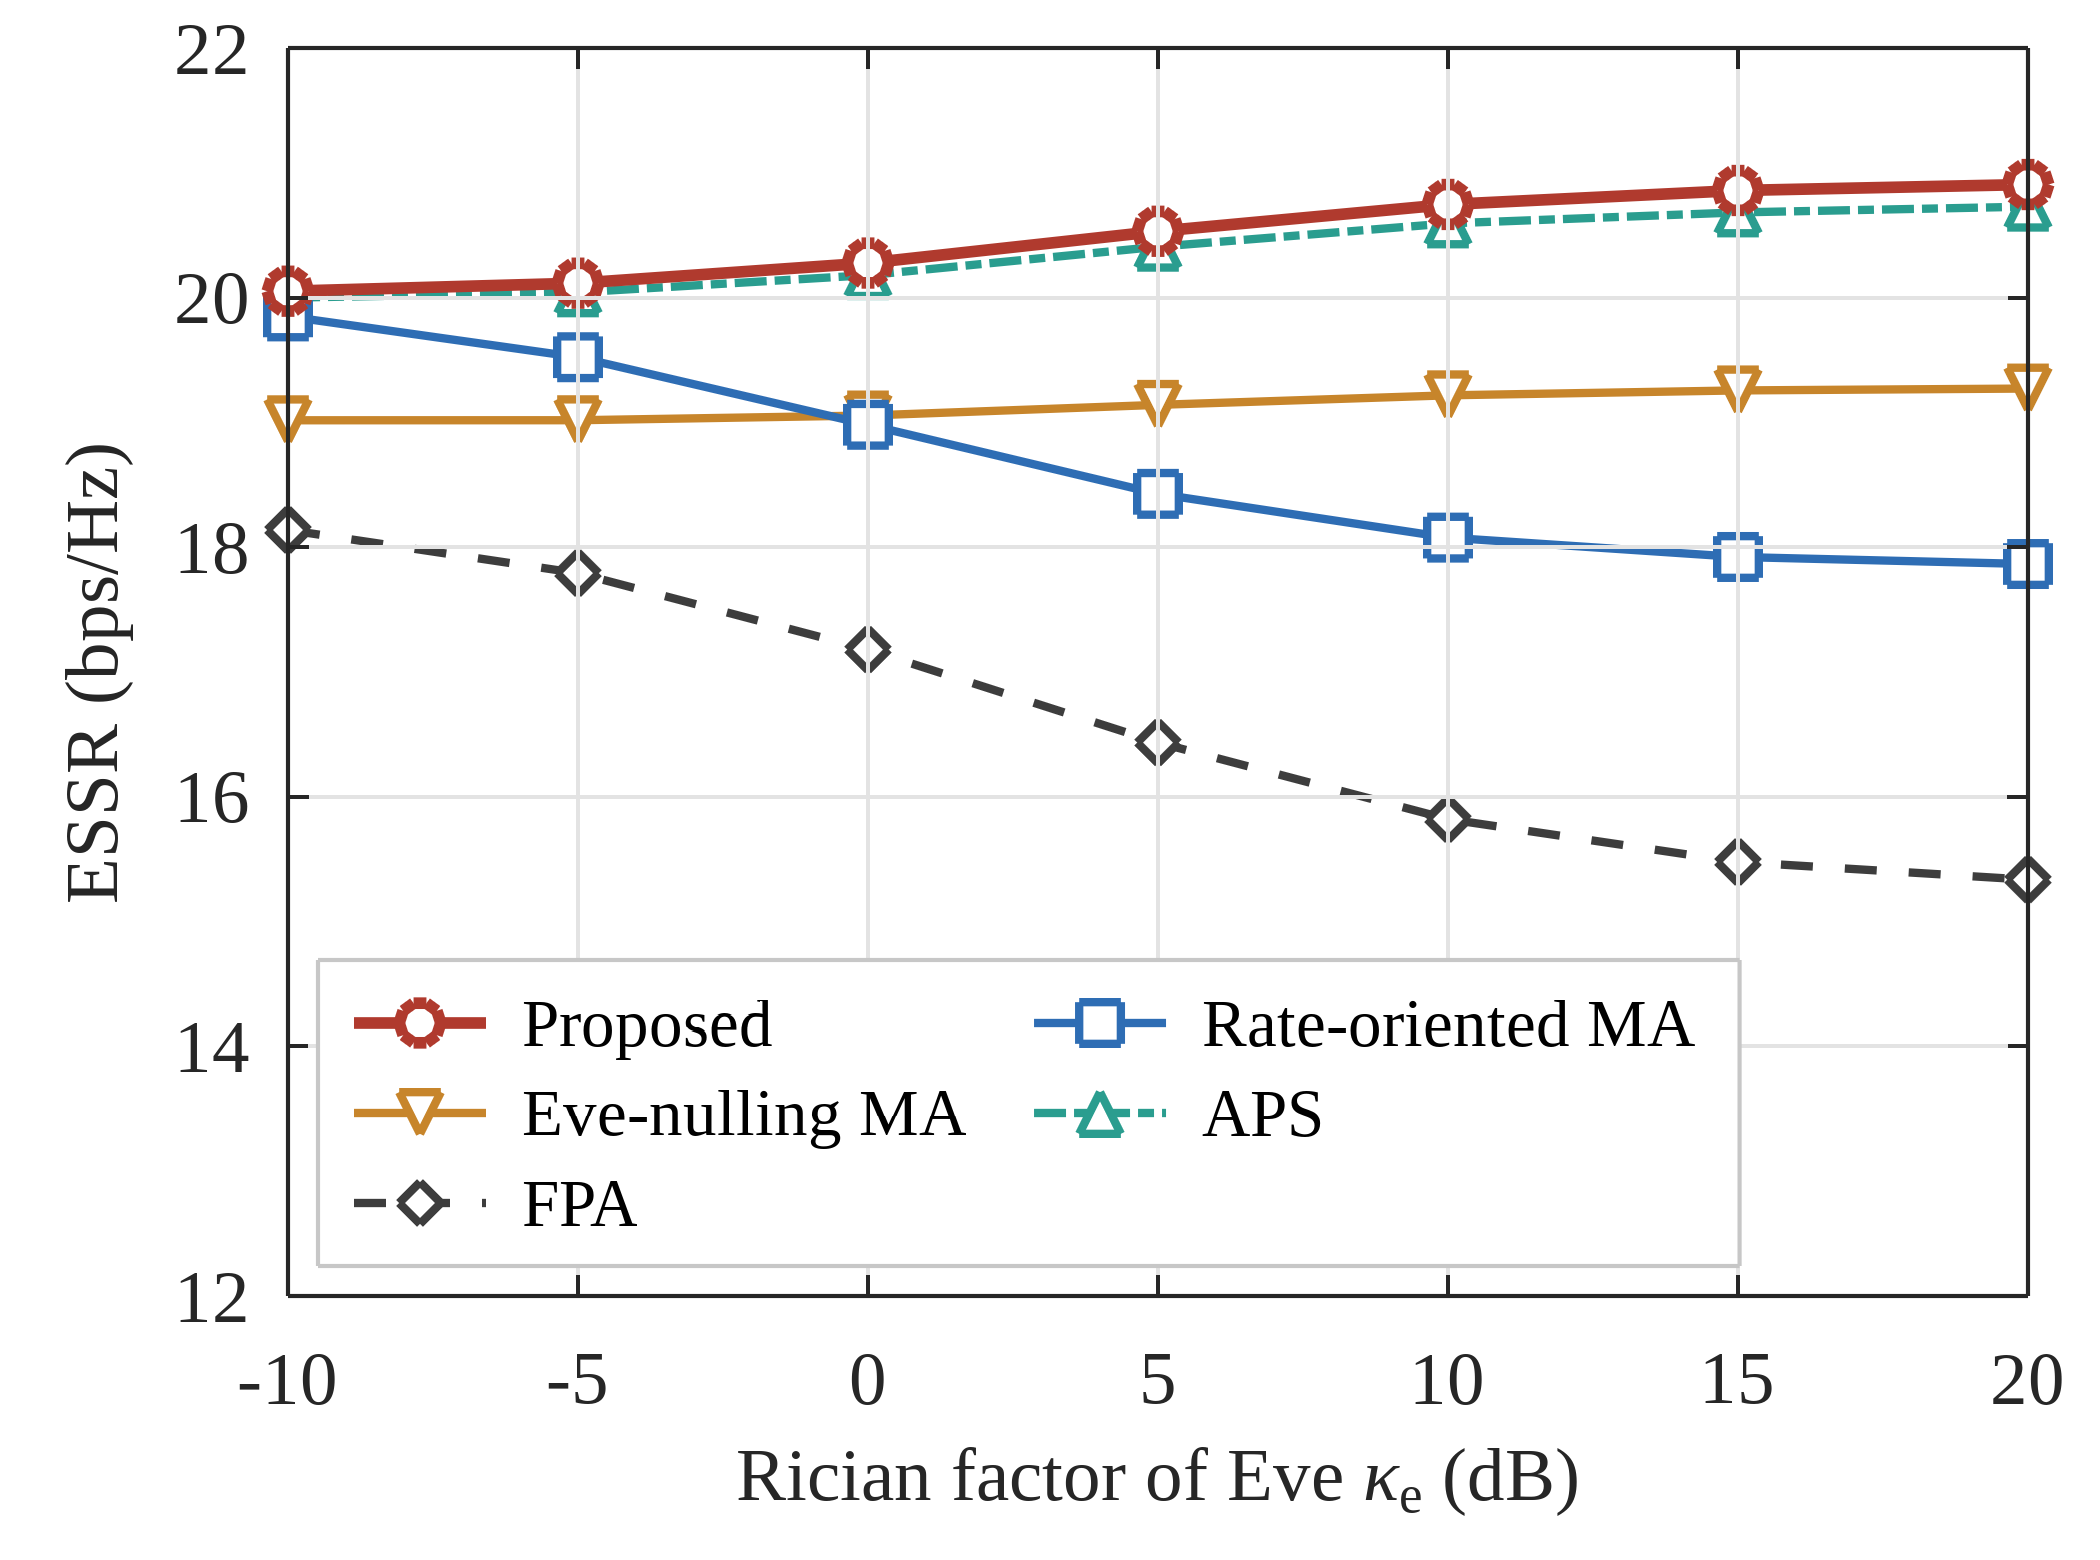 22
20
18
16
14
12
ESSR (bps/Hz)
Proposed
Rate-oriented MA
Eve-nulling MA
APS
FPA
-10 -5 0 5 10 15 20
Rician factor of Eve κe (dB)